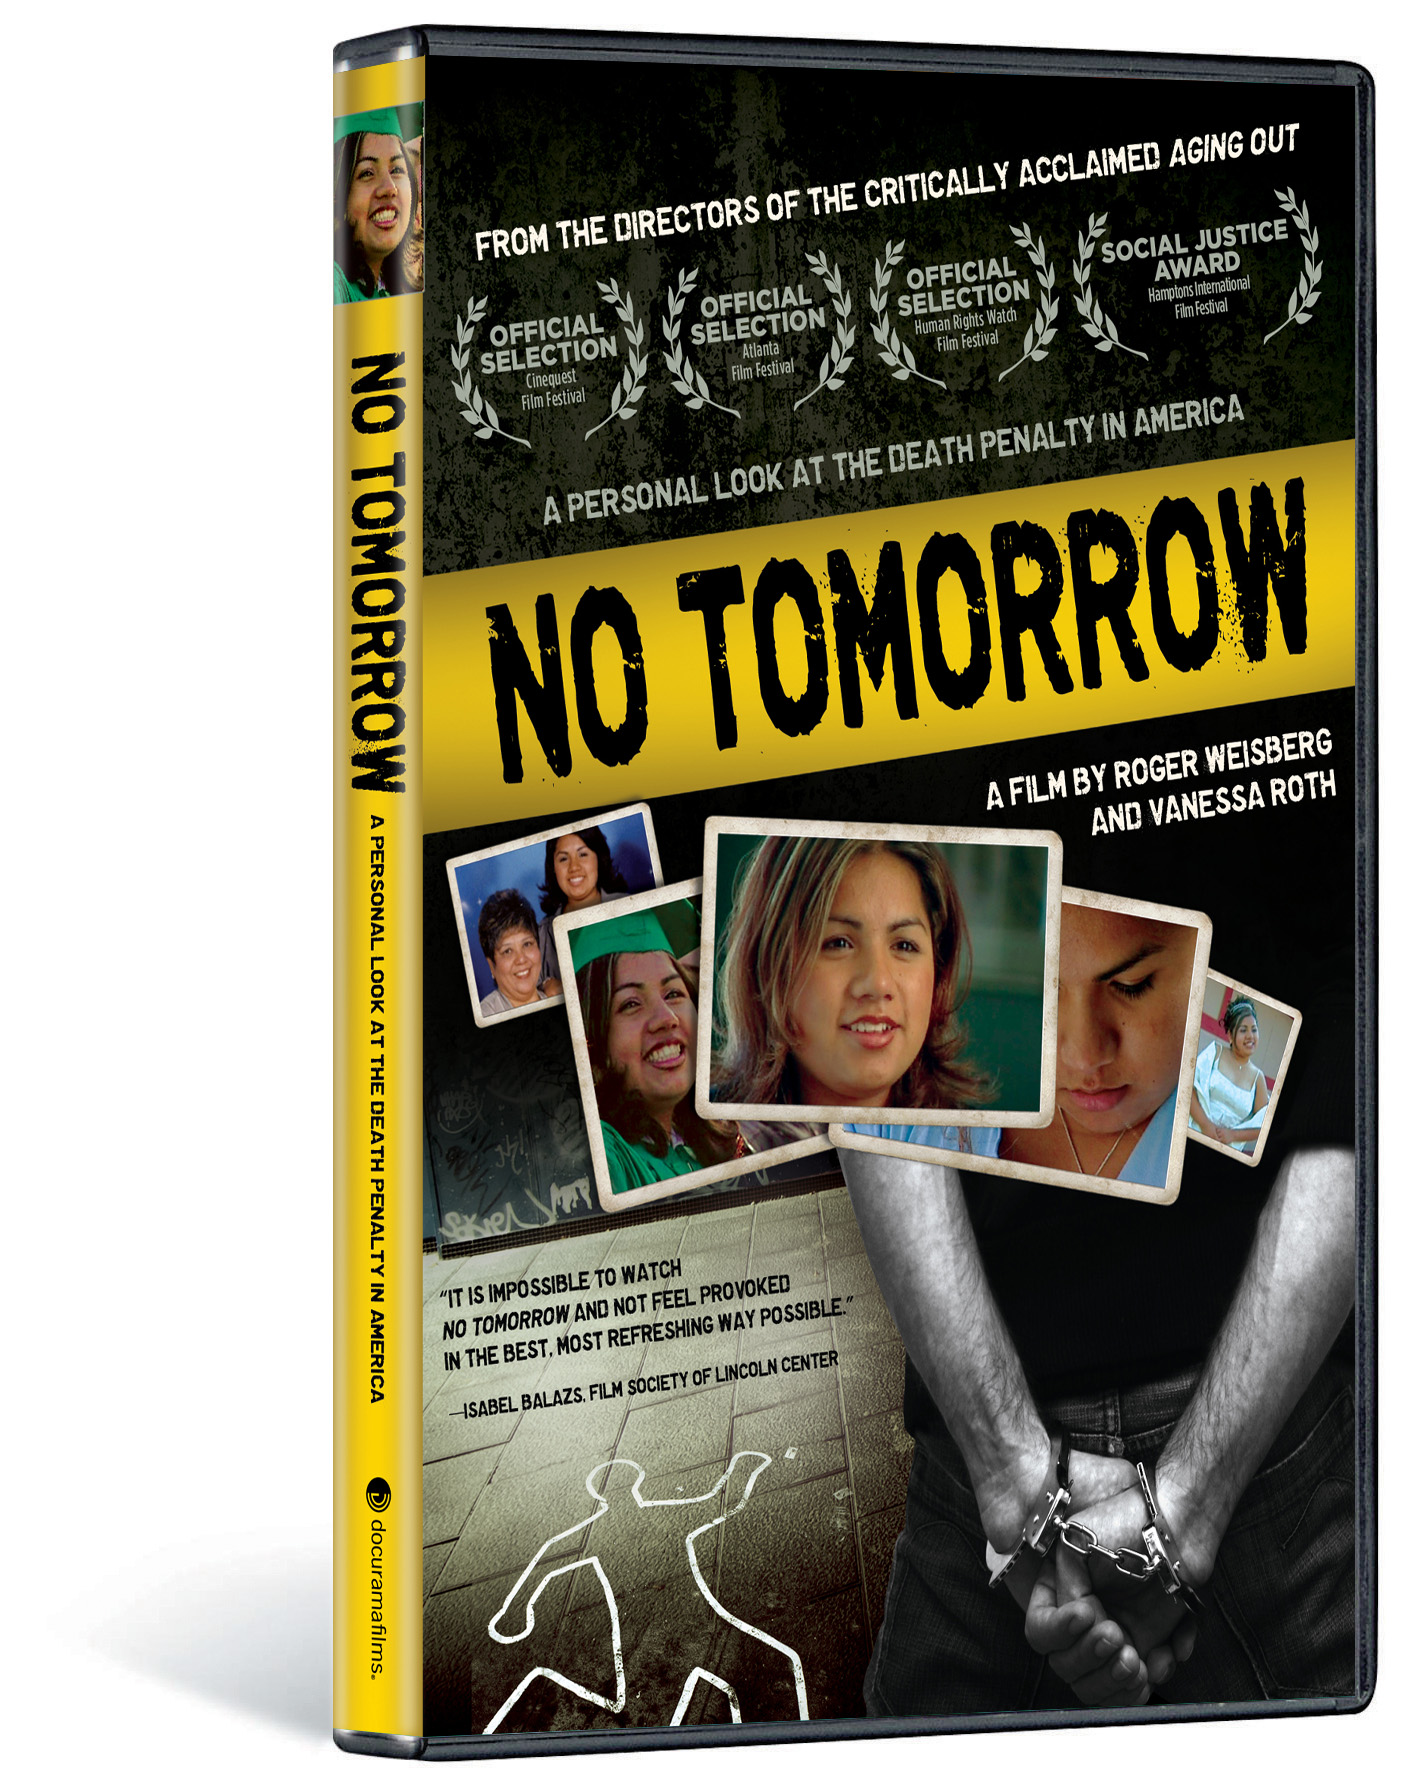 FROM THE DIRECTORS OF THE CRITICALLY ACCLAIMED AGING OUT
OFFICIAL
SELECTION
Cinequest
Film Festival
OFFICIAL
SELECTION
Atlanta
Film Festival
OFFICIAL
SELECTION
Human Rights Watch
Film Festival
SOCIAL JUSTICE
AWARD
Hamptons International
Film Festival
A PERSONAL LOOK AT THE DEATH PENALTY IN AMERICA
NO TOMORROW
A FILM BY ROGER WEISBERG
AND VANESSA ROTH
“IT IS IMPOSSIBLE TO WATCH
NO TOMORROW AND NOT FEEL PROVOKED
IN THE BEST, MOST REFRESHING WAY POSSIBLE.”
—ISABEL BALAZS, FILM SOCIETY OF LINCOLN CENTER
NO TOMORROW A PERSONAL LOOK AT THE DEATH PENALTY IN AMERICA
docuramafilms.